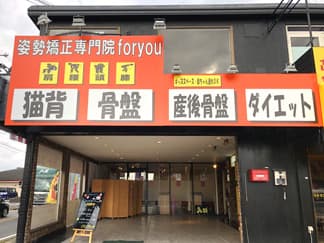 姿勢矯正専門院foryou
肩 腰 首 膝
猫背 骨盤 産後骨盤 ダイエット